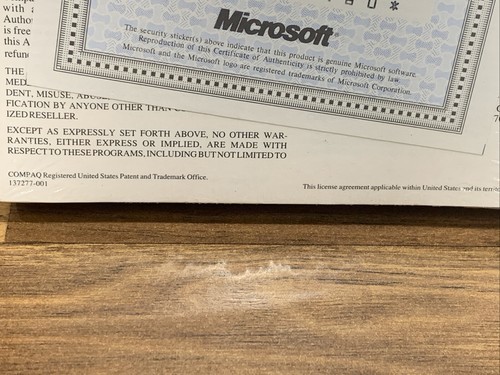 with
Autho
is free
this A
refun
Microsoft®
The security sticker(s) above indicate that this product is genuine Microsoft software.
Reproduction of this Certificate of Authenticity is strictly prohibited by law.
Microsoft and the Microsoft logo are registered trademarks of Microsoft Corporation.
THE
MED
DENT, MISUSE,
FICATION BY ANYONE OTHER THAN
IZED RESELLER.
EXCEPT AS EXPRESSLY SET FORTH ABOVE, NO OTHER WAR-
RANTIES, EITHER EXPRESS OR IMPLIED, ARE MADE WITH
RESPECT TO THESE PROGRAMS, INCLUDING BUT NOT LIMITED TO
COMPAQ Registered United States Patent and Trademark Office.
137277-001
This license agreement applicable within United States and its